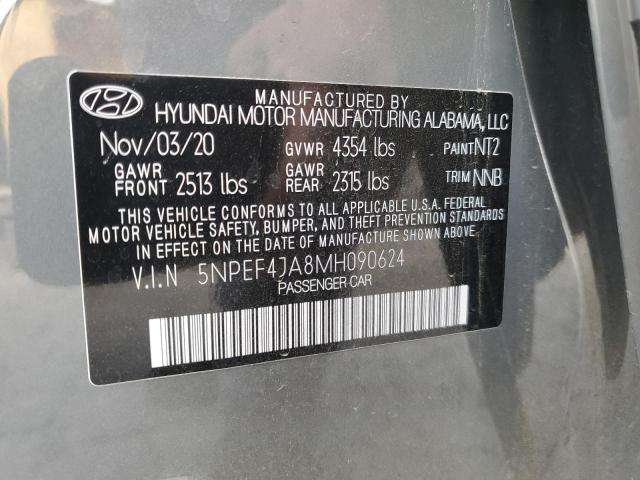 MANUFACTURED BY
HYUNDAI MOTOR MANUFACTURING ALABAMA, LLC
Nov/03/20 GVWR 4354 lbs PAINT NT2
GAWR FRONT 2513 lbs GAWR REAR 2315 lbs TRIM NNB
THIS VEHICLE CONFORMS TO ALL APPLICABLE U.S.A. FEDERAL
MOTOR VEHICLE SAFETY, BUMPER, AND THEFT PREVENTION STANDARDS
IN EFFECT ON THE DATE OF MANUFACTURE SHOWN ABOVE.
V.I.N 5NPEF4JA8MH090624
PASSENGER CAR